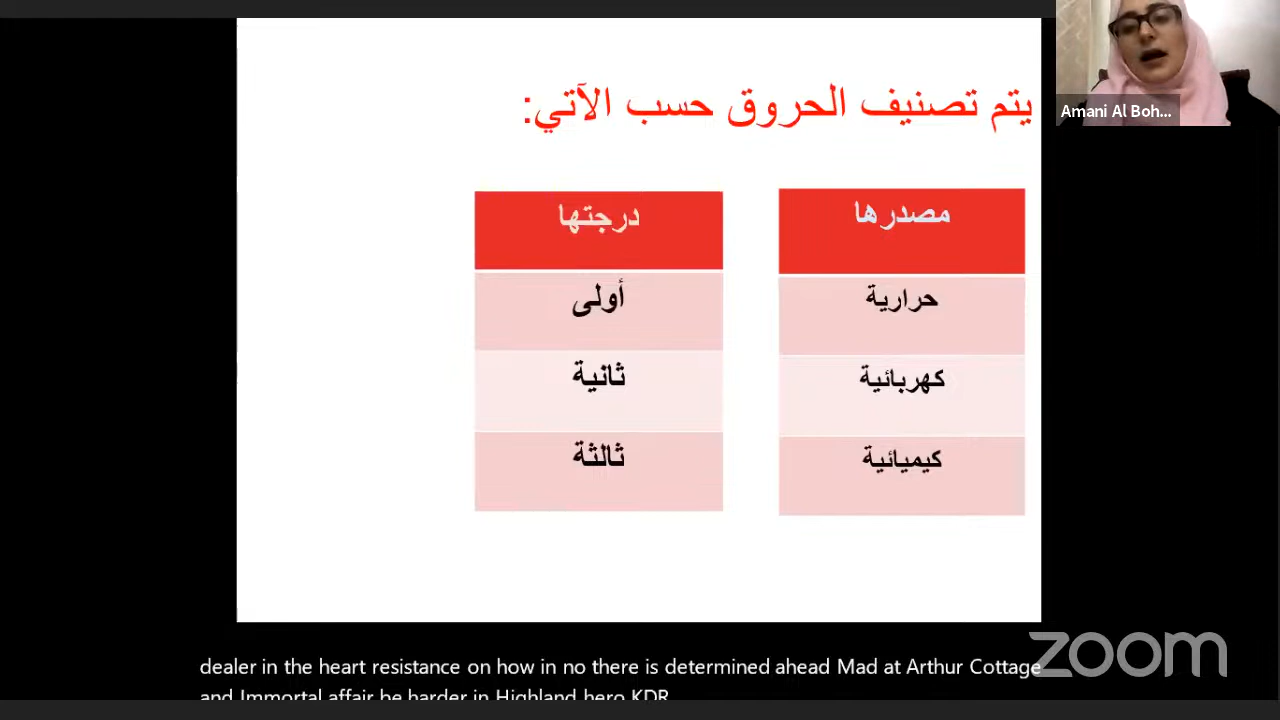 يتم تصنيف الحروق حسب الآتي:
مصدرها
حرارية
كهربائية
كيميائية
درجتها
أولى
ثانية
ثالثة
Amani Al Boh...
dealer in the heart resistance on how in no there is determined ahead Mad at Arthur Cottage
and Immortal affair be harder in Highland hero KDR
zoom